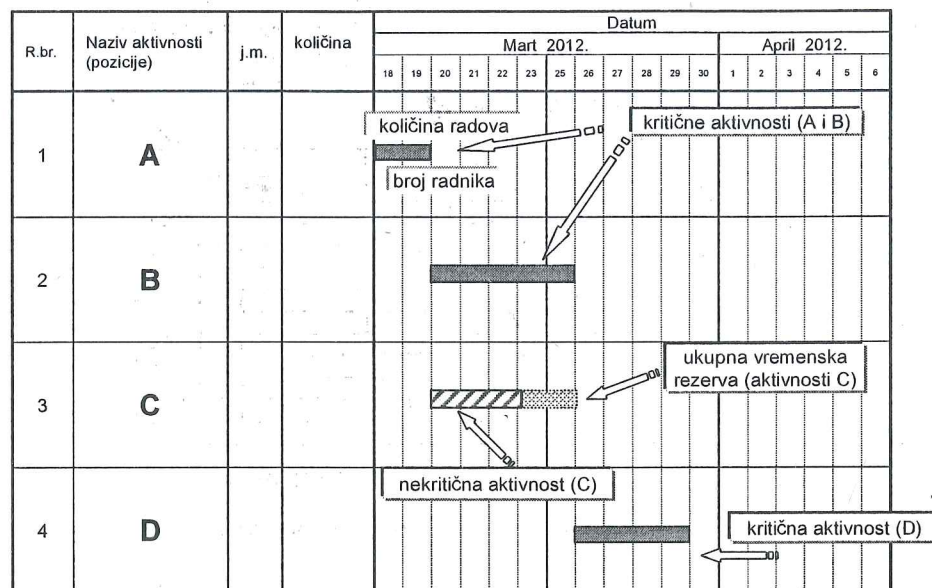 Datum
R.br.
Naziv aktivnosti
(pozicije)
j.m.
količina
Mart 2012.
April 2012.
18 19 20 21 22 23 25 26 27 28 29 30 1 2 3 4 5 6
količina radova
kritične aktivnosti (A i B)
1
A
broj radnika
2
B
ukupna vremenska
rezerva (aktivnosti C)
3
C
nekritična aktivnost (C)
4
D
kritična aktivnost (D)